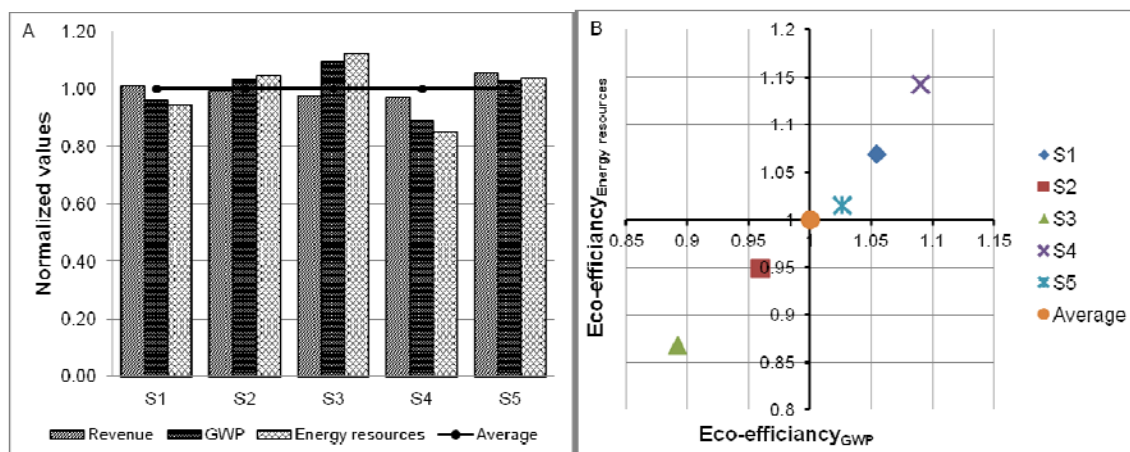 A
Normalized values
1.20
1.00
0.80
0.60
0.40
0.20
0.00
S1 S2 S3 S4 S5
Revenue GWP Energy resources Average
B
Eco-efficiancyEnergy resources
1.2
1.15
1.1
1.05
1
0.95
0.9
0.85
0.8
0.85 0.9 0.95 1 1.05 1.1 1.15
Eco-efficiancyGWP
S1
S2
S3
S4
S5
Average